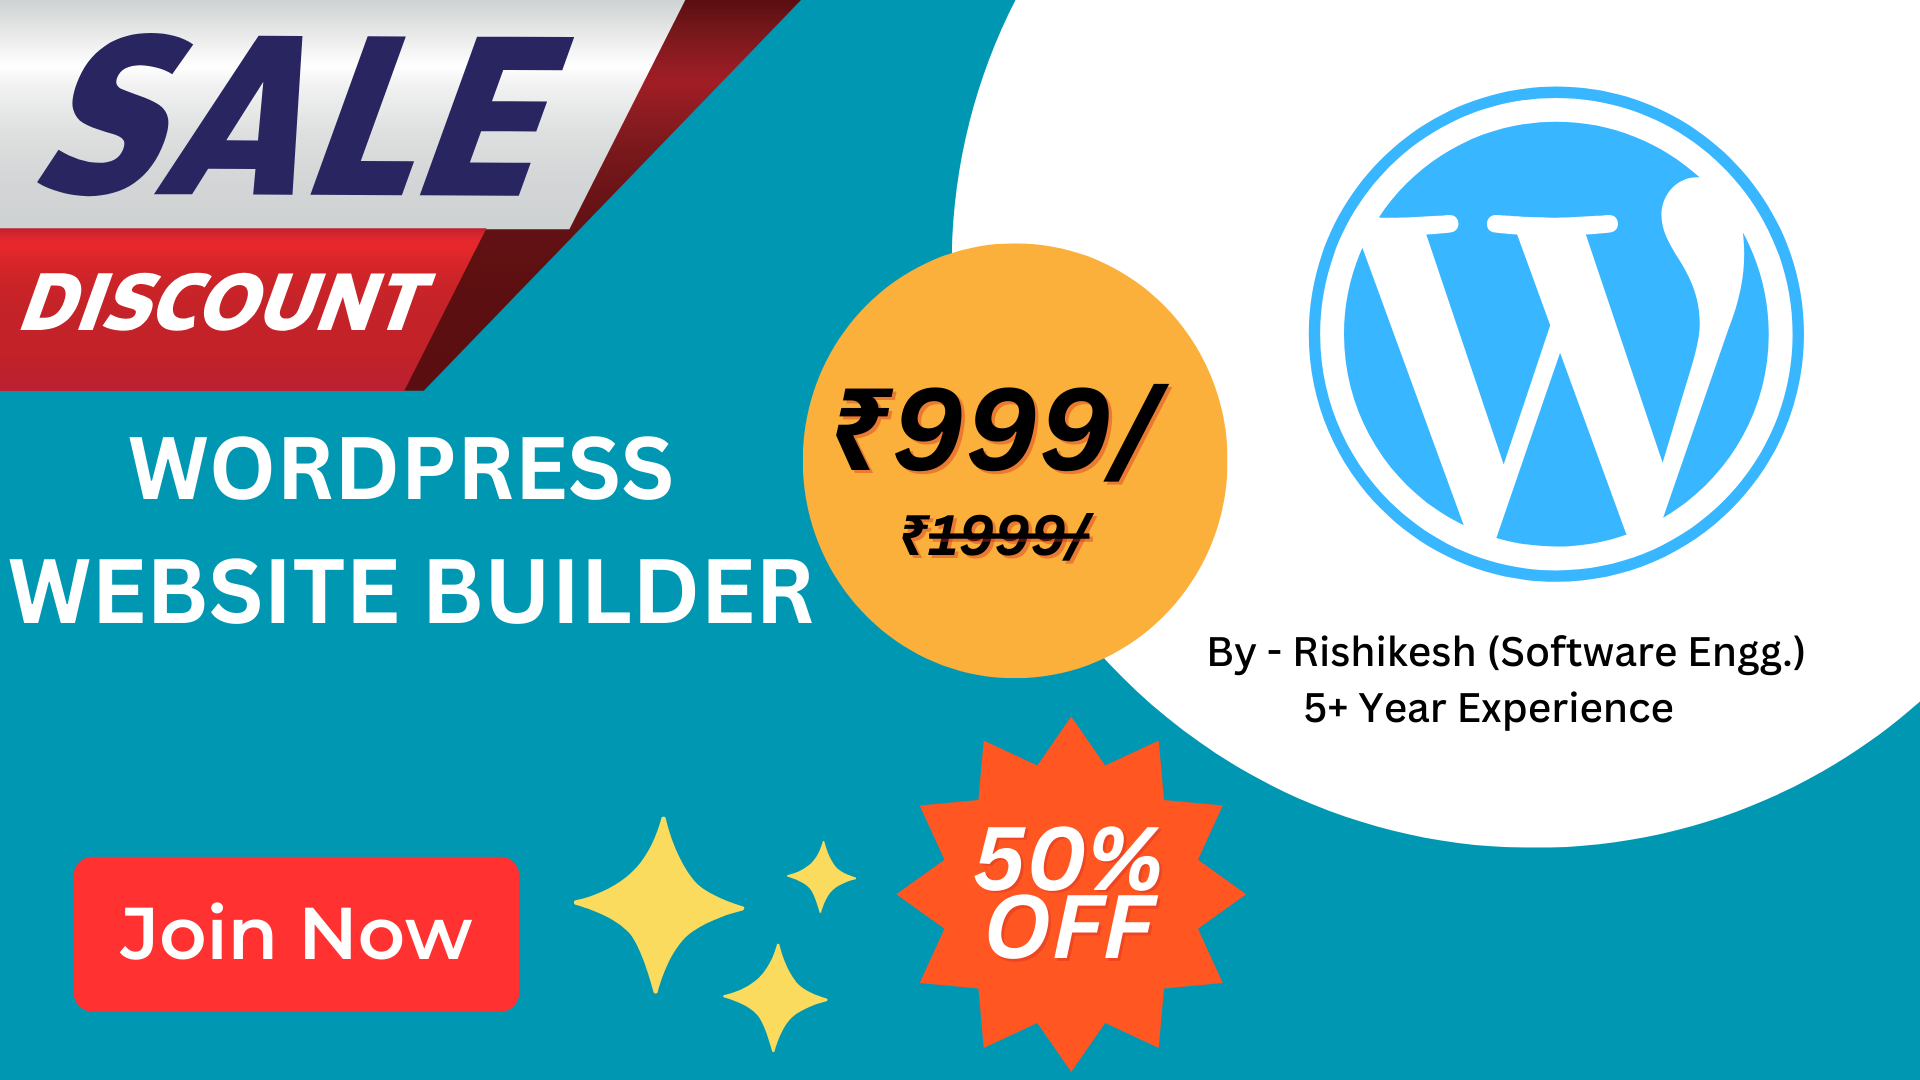 SALE
DISCOUNT
WORDPRESS
WEBSITE BUILDER
₹999/
₹1999/
By - Rishikesh (Software Engg.)
5+ Year Experience
Join Now
50%
OFF